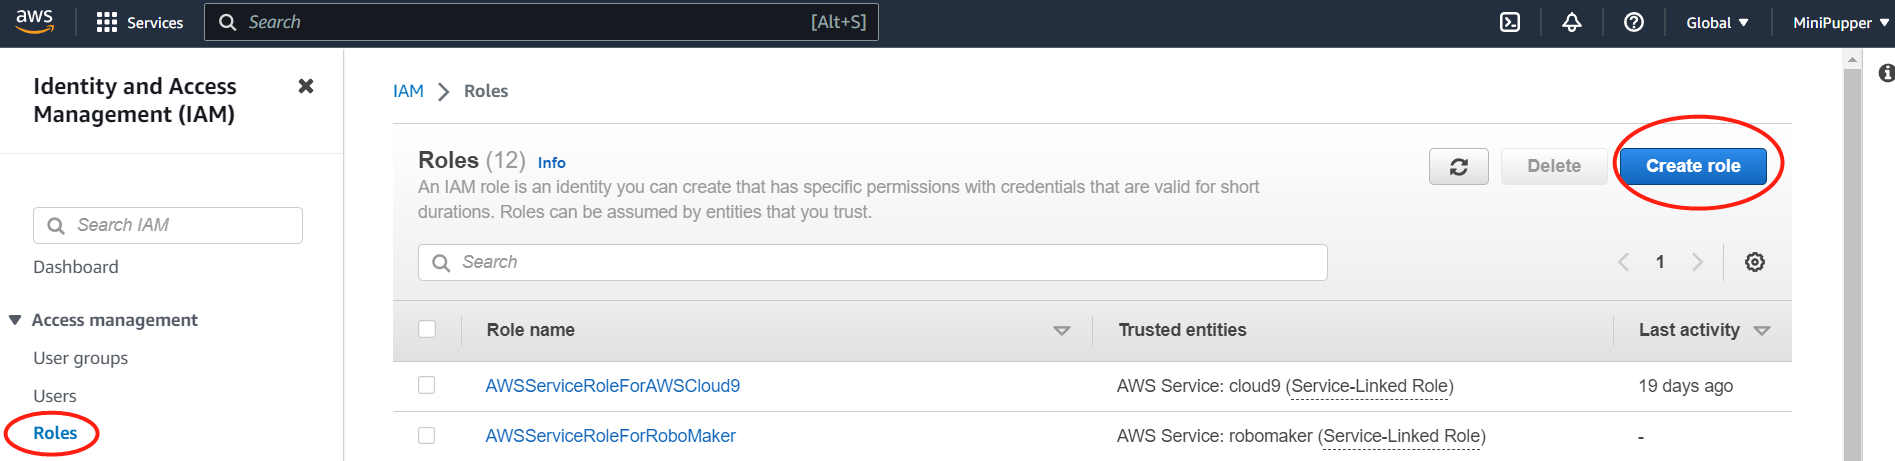 aws
Services
Search
[Alt+S]
Global
MiniPupper
Identity and Access
Management (IAM)
Search IAM
Dashboard
Access management
User groups
Users
Roles
IAM
Roles
Roles (12) Info
An IAM role is an identity you can create that has specific permissions with credentials that are valid for short
durations. Roles can be assumed by entities that you trust.
Delete
Create role
Search
1
Role name
Trusted entities
Last activity
AWSServiceRoleForAWSCloud9
AWS Service: cloud9 (Service-Linked Role)
19 days ago
AWSServiceRoleForRoboMaker
AWS Service: robomaker (Service-Linked Role)
-